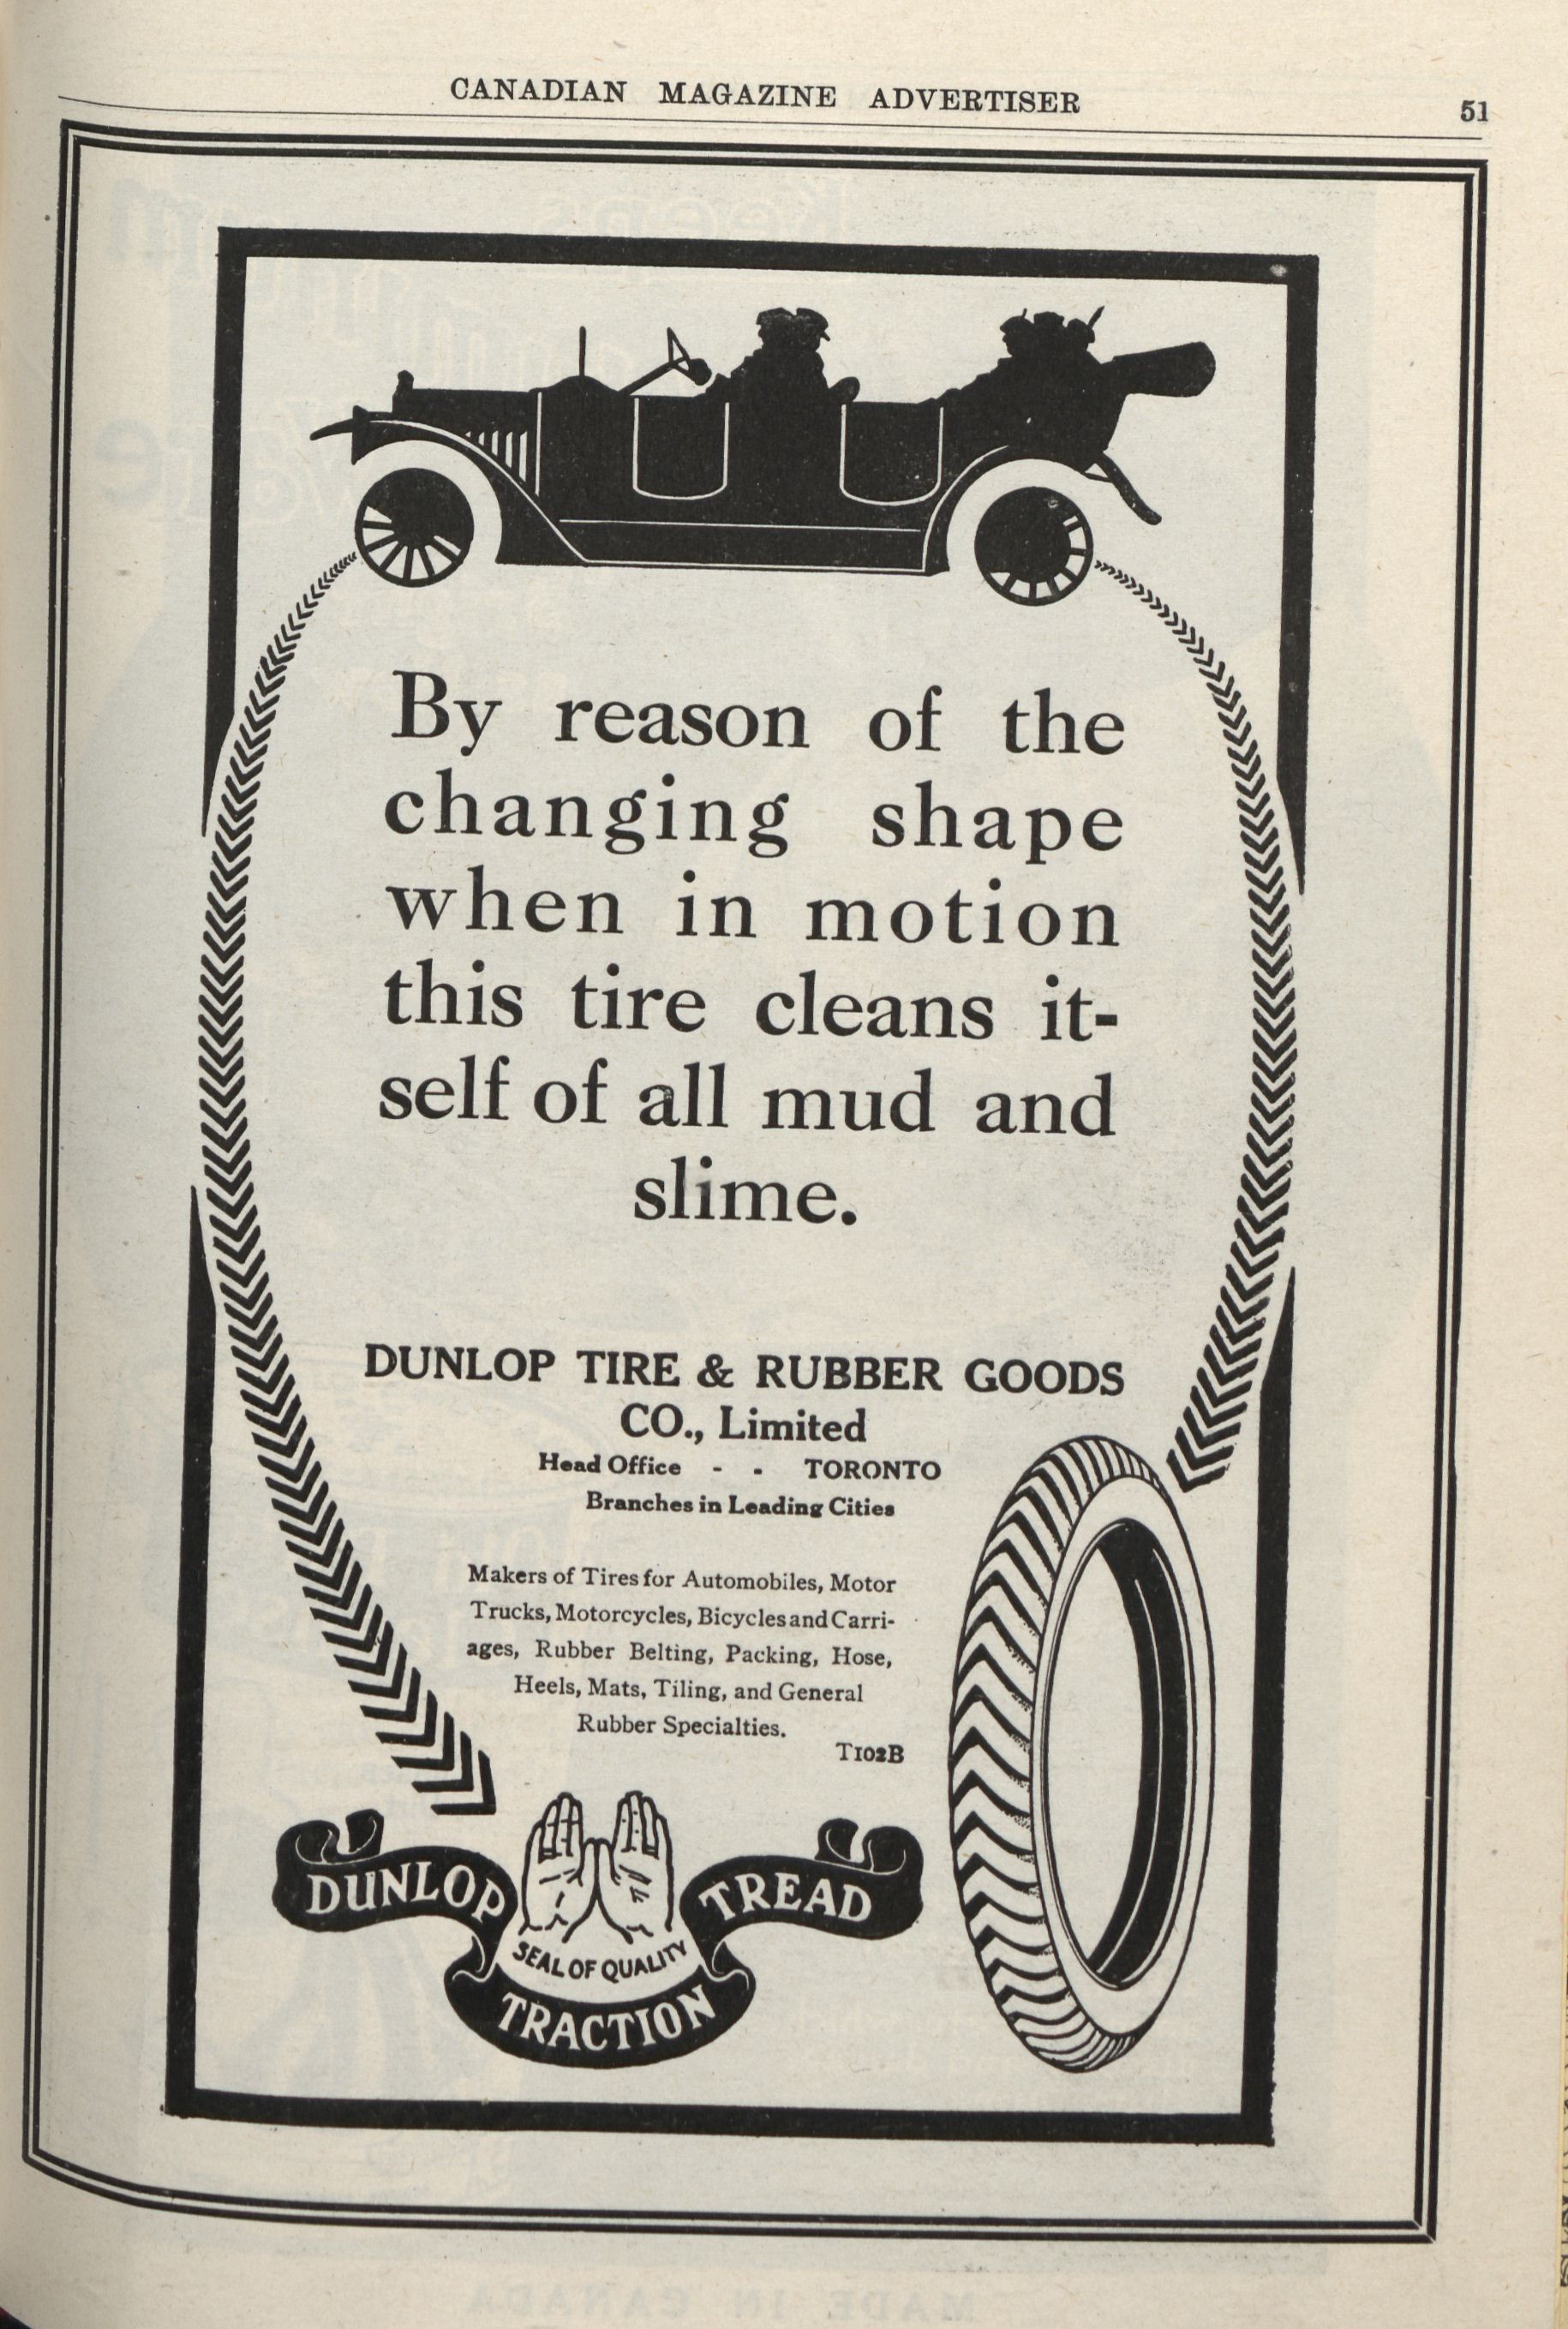 CANADIAN MAGAZINE ADVERTISER
51
By reason of the
changing shape
when in motion
this tire cleans it-
self of all mud and
slime.
DUNLOP TIRE & RUBBER GOODS
CO., Limited
Head Office - - TORONTO
Branches in Leading Cities
Makers of Tires for Automobiles, Motor
Trucks, Motorcycles, Bicycles and Carri-
ages, Rubber Belting, Packing, Hose,
Heels, Mats, Tiling, and General
Rubber Specialties.
T102B
DUNLOP
TREAD
SEAL OF QUALITY
TRACTION
MADE IN CANADA